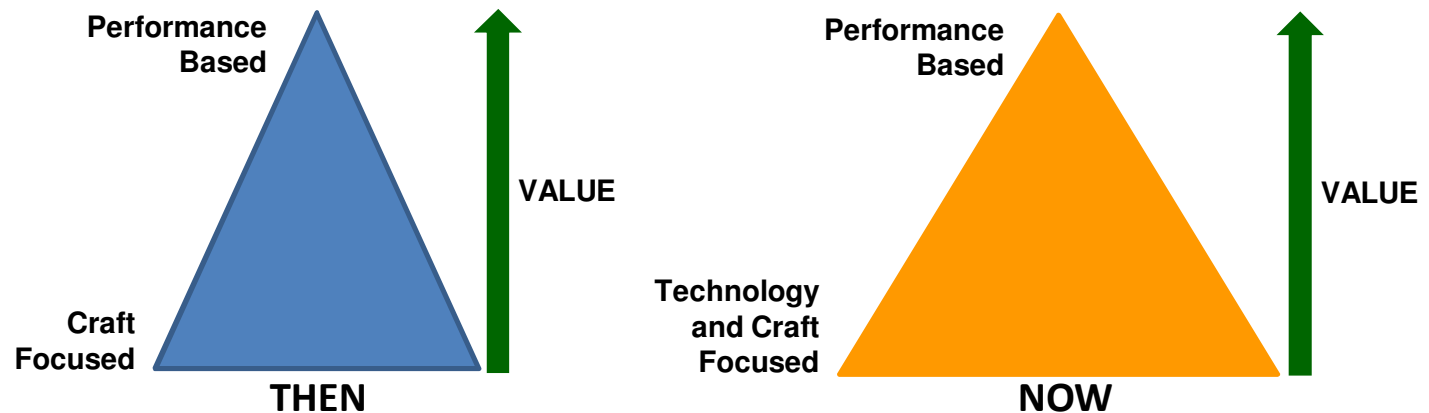 Performance
Based
VALUE
Craft
Focused
THEN
Performance
Based
VALUE
Technology
and Craft
Focused
NOW